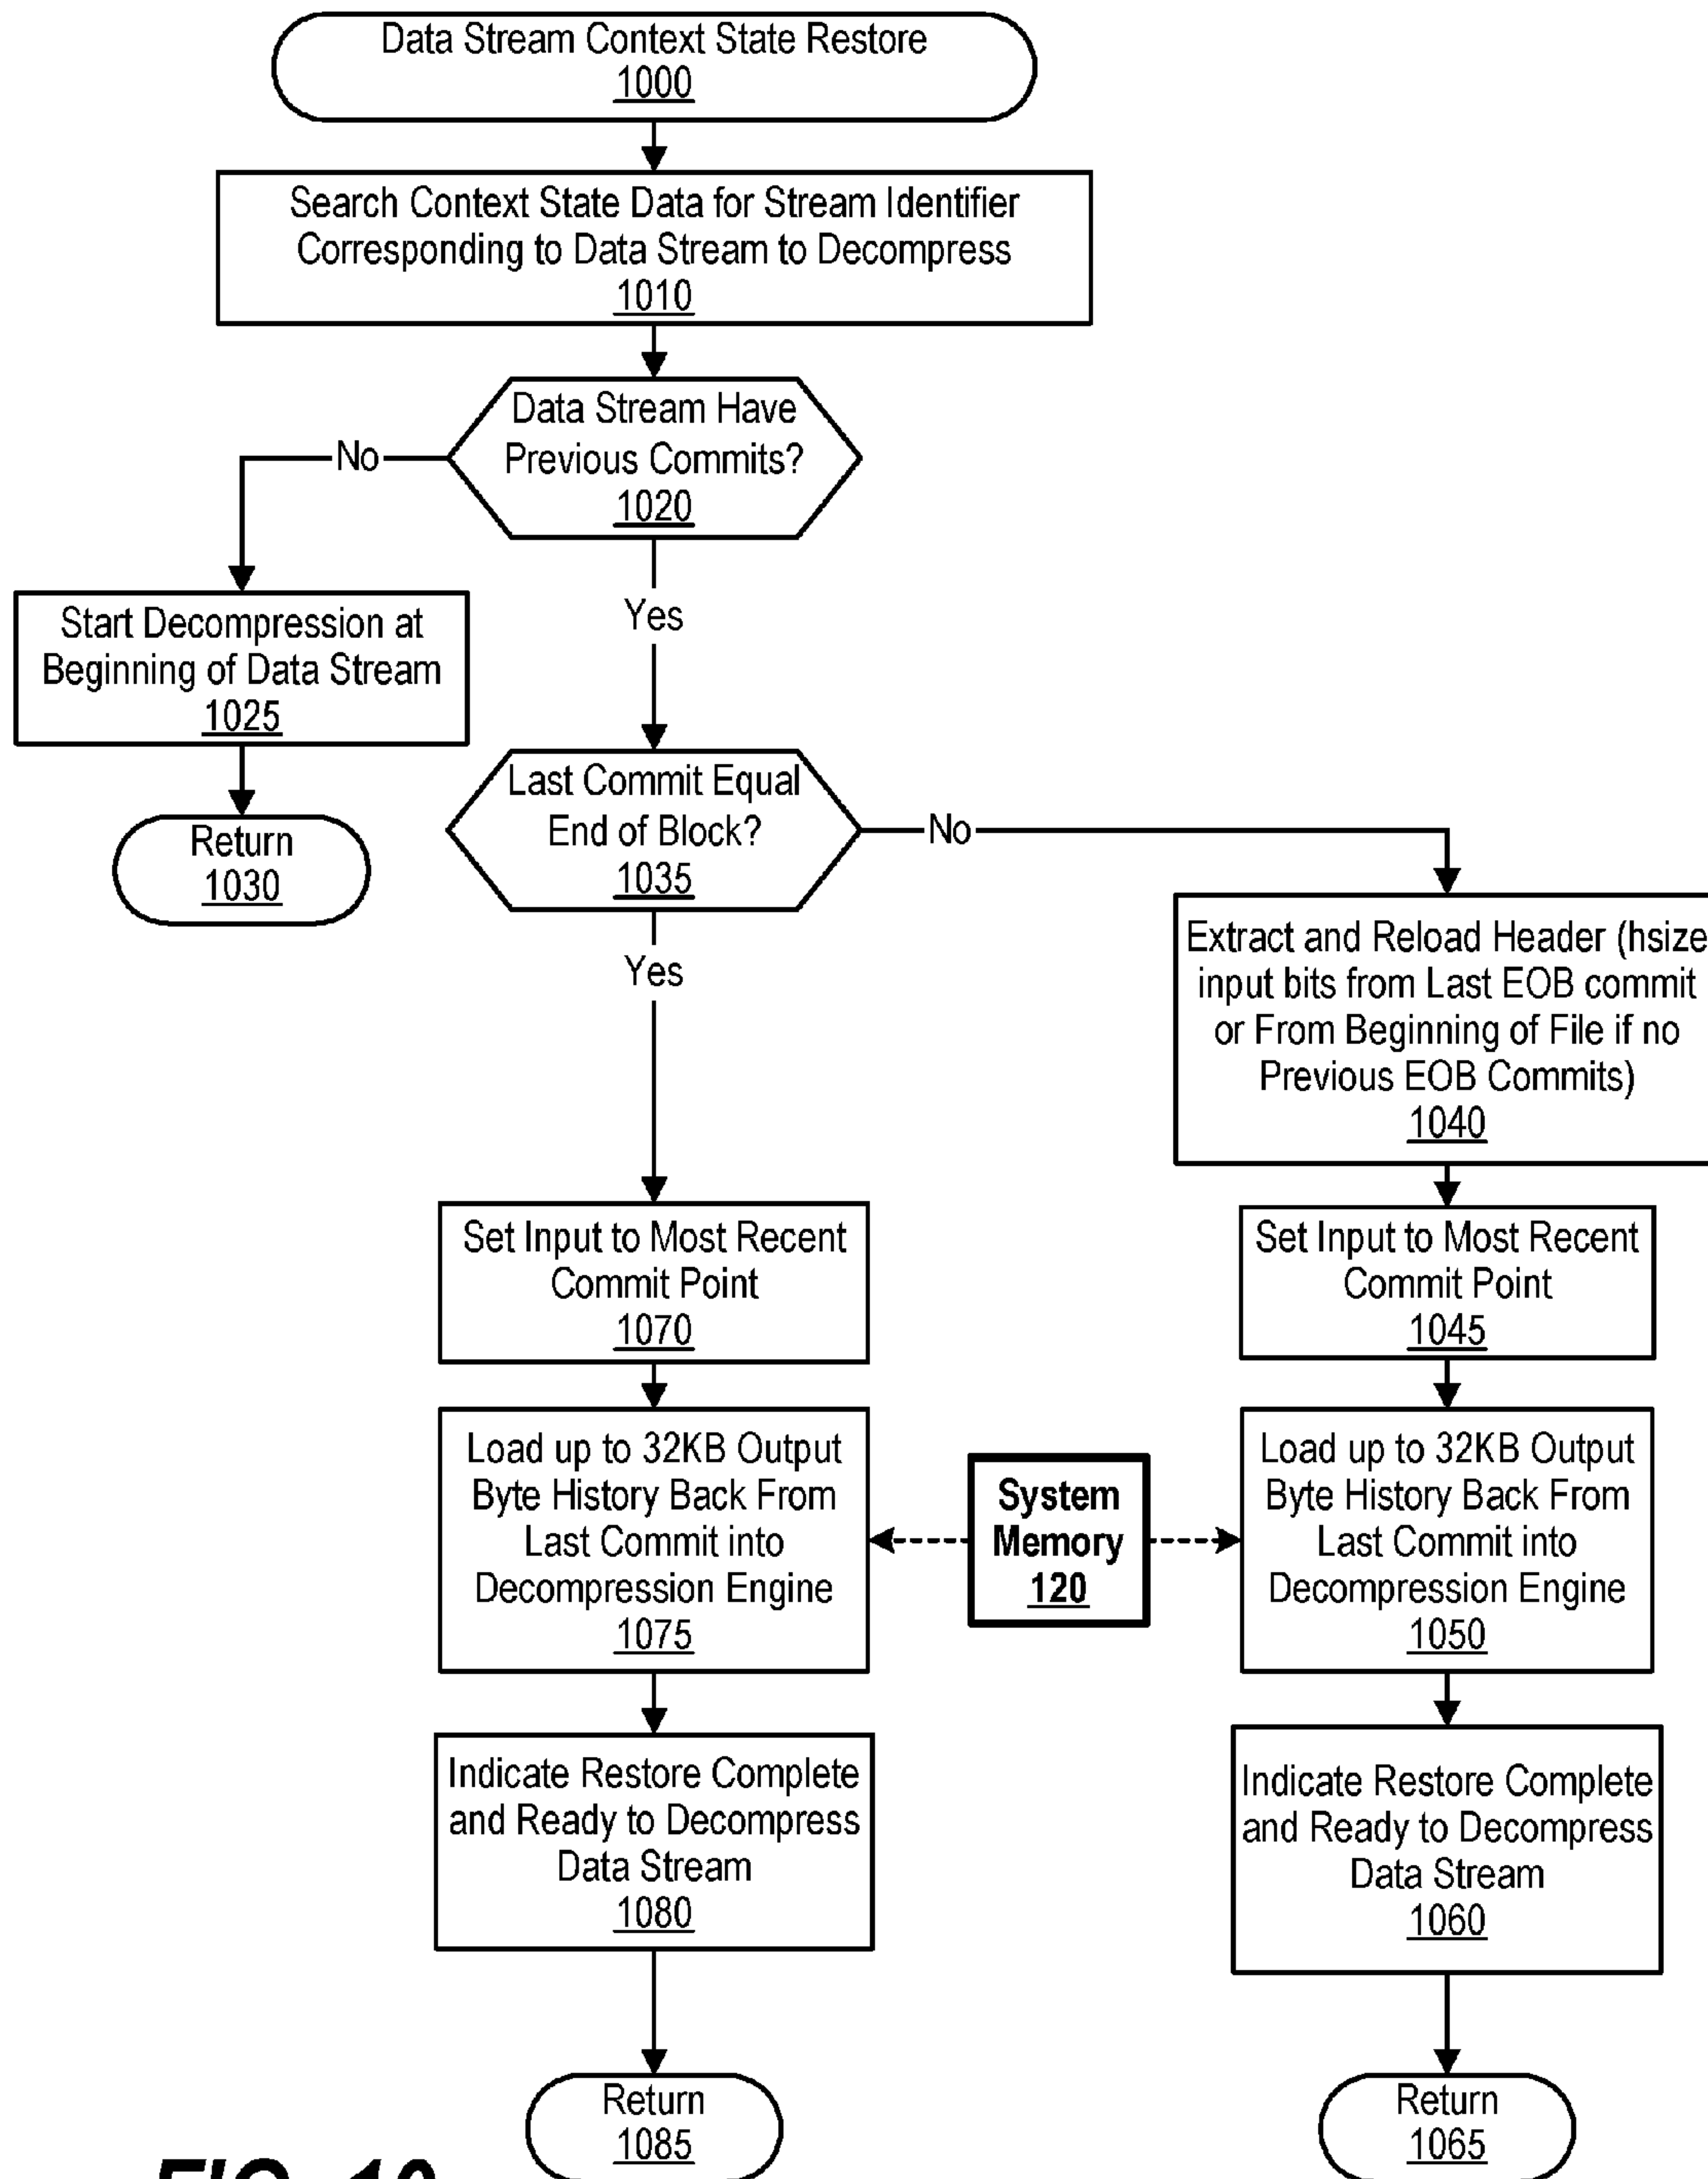 Data Stream Context State Restore
1000
Search Context State Data for Stream Identifier
Corresponding to Data Stream to Decompress
1010
Data Stream Have
Previous Commits?
1020
No
Yes
Start Decompression at
Beginning of Data Stream
1025
Return
1030
Last Commit Equal
End of Block?
1035
No
Yes
Extract and Reload Header (hsize
input bits from Last EOB commit
or From Beginning of File if no
Previous EOB Commits)
1040
Set Input to Most Recent
Commit Point
1070
Set Input to Most Recent
Commit Point
1045
Load up to 32KB Output
Byte History Back From
Last Commit into
Decompression Engine
1075
System
Memory
120
Load up to 32KB Output
Byte History Back From
Last Commit into
Decompression Engine
1050
Indicate Restore Complete
and Ready to Decompress
Data Stream
1080
Indicate Restore Complete
and Ready to Decompress
Data Stream
1060
Return
1085
Return
1065
FIG. 10